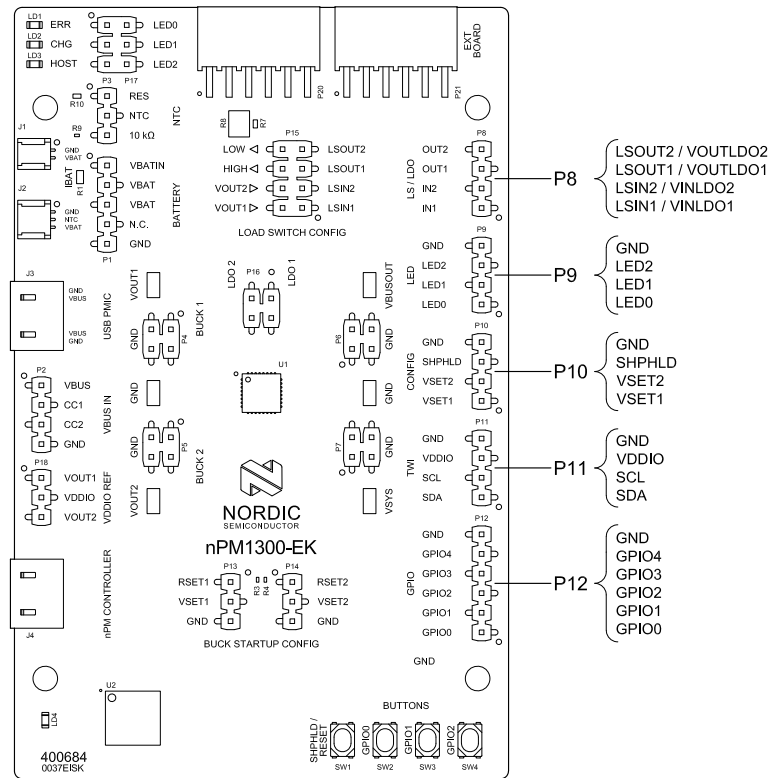 LD1
ERR
LD2
CHG
LD3
HOST
LED0
LED1
LED2
P3
P17
R10
RES
NTC
10 kΩ
NTC
R9
J1
GND
VBAT
J2
GND
NTC
VBAT
IBAT
R1
VBATIN
VBAT
VBAT
N.C.
GND
P1
BATTERY
P20
P21
EXT
BOARD
R8
R7
P15
LOW
HIGH
VOUT2
VOUT1
LSOUT2
LSOUT1
LSIN2
LSIN1
LOAD SWITCH CONFIG
P8
OUT2
OUT1
IN2
IN1
LS / LDO
P9
GND
LED2
LED1
LED0
LED
P10
GND
SHPHLD
VSET2
VSET1
CONFIG
P11
GND
VDDIO
SCL
SDA
TWI
P12
GND
GPIO4
GPIO3
GPIO2
GPIO1
GPIO0
GPIO
GND
J3
GND
VBUS
VBUS
GND
USB PMIC
VOUT1
GND
P4
BUCK 1
LDO 2
P16
LDO 1
VBUSOUT
P6
GND
U1
GND
GND
P2
VBUS
CC1
CC2
GND
VBUS IN
GND
P5
BUCK 2
P7
GND
P18
VOUT1
VDDIO
VOUT2
VDDIO REF
VOUT2
VSYS
NORDIC
SEMICONDUCTOR
nPM1300-EK
J4
nPM CONTROLLER
P13
RSET1
VSET1
GND
R3
R4
P14
RSET2
VSET2
GND
BUCK STARTUP CONFIG
U2
LD4
400684
0037EISK
BUTTONS
SHPHLD /
RESET
SW1
GPIO0
SW2
GPIO1
SW3
GPIO2
SW4
P8
LSOUT2 / VOUTLDO2
LSOUT1 / VOUTLDO1
LSIN2 / VINLDO2
LSIN1 / VINLDO1
P9
GND
LED2
LED1
LED0
P10
GND
SHPHLD
VSET2
VSET1
P11
GND
VDDIO
SCL
SDA
P12
GND
GPIO4
GPIO3
GPIO2
GPIO1
GPIO0